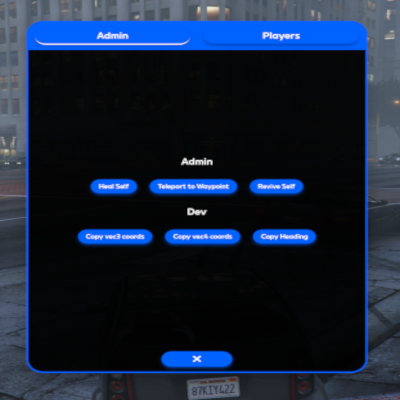 Admin Players
Admin
Heal Self Teleport to Waypoint Revive Self
Dev
Copy vec3 coords Copy vec4 coords Copy Heading
✕
87KIY422